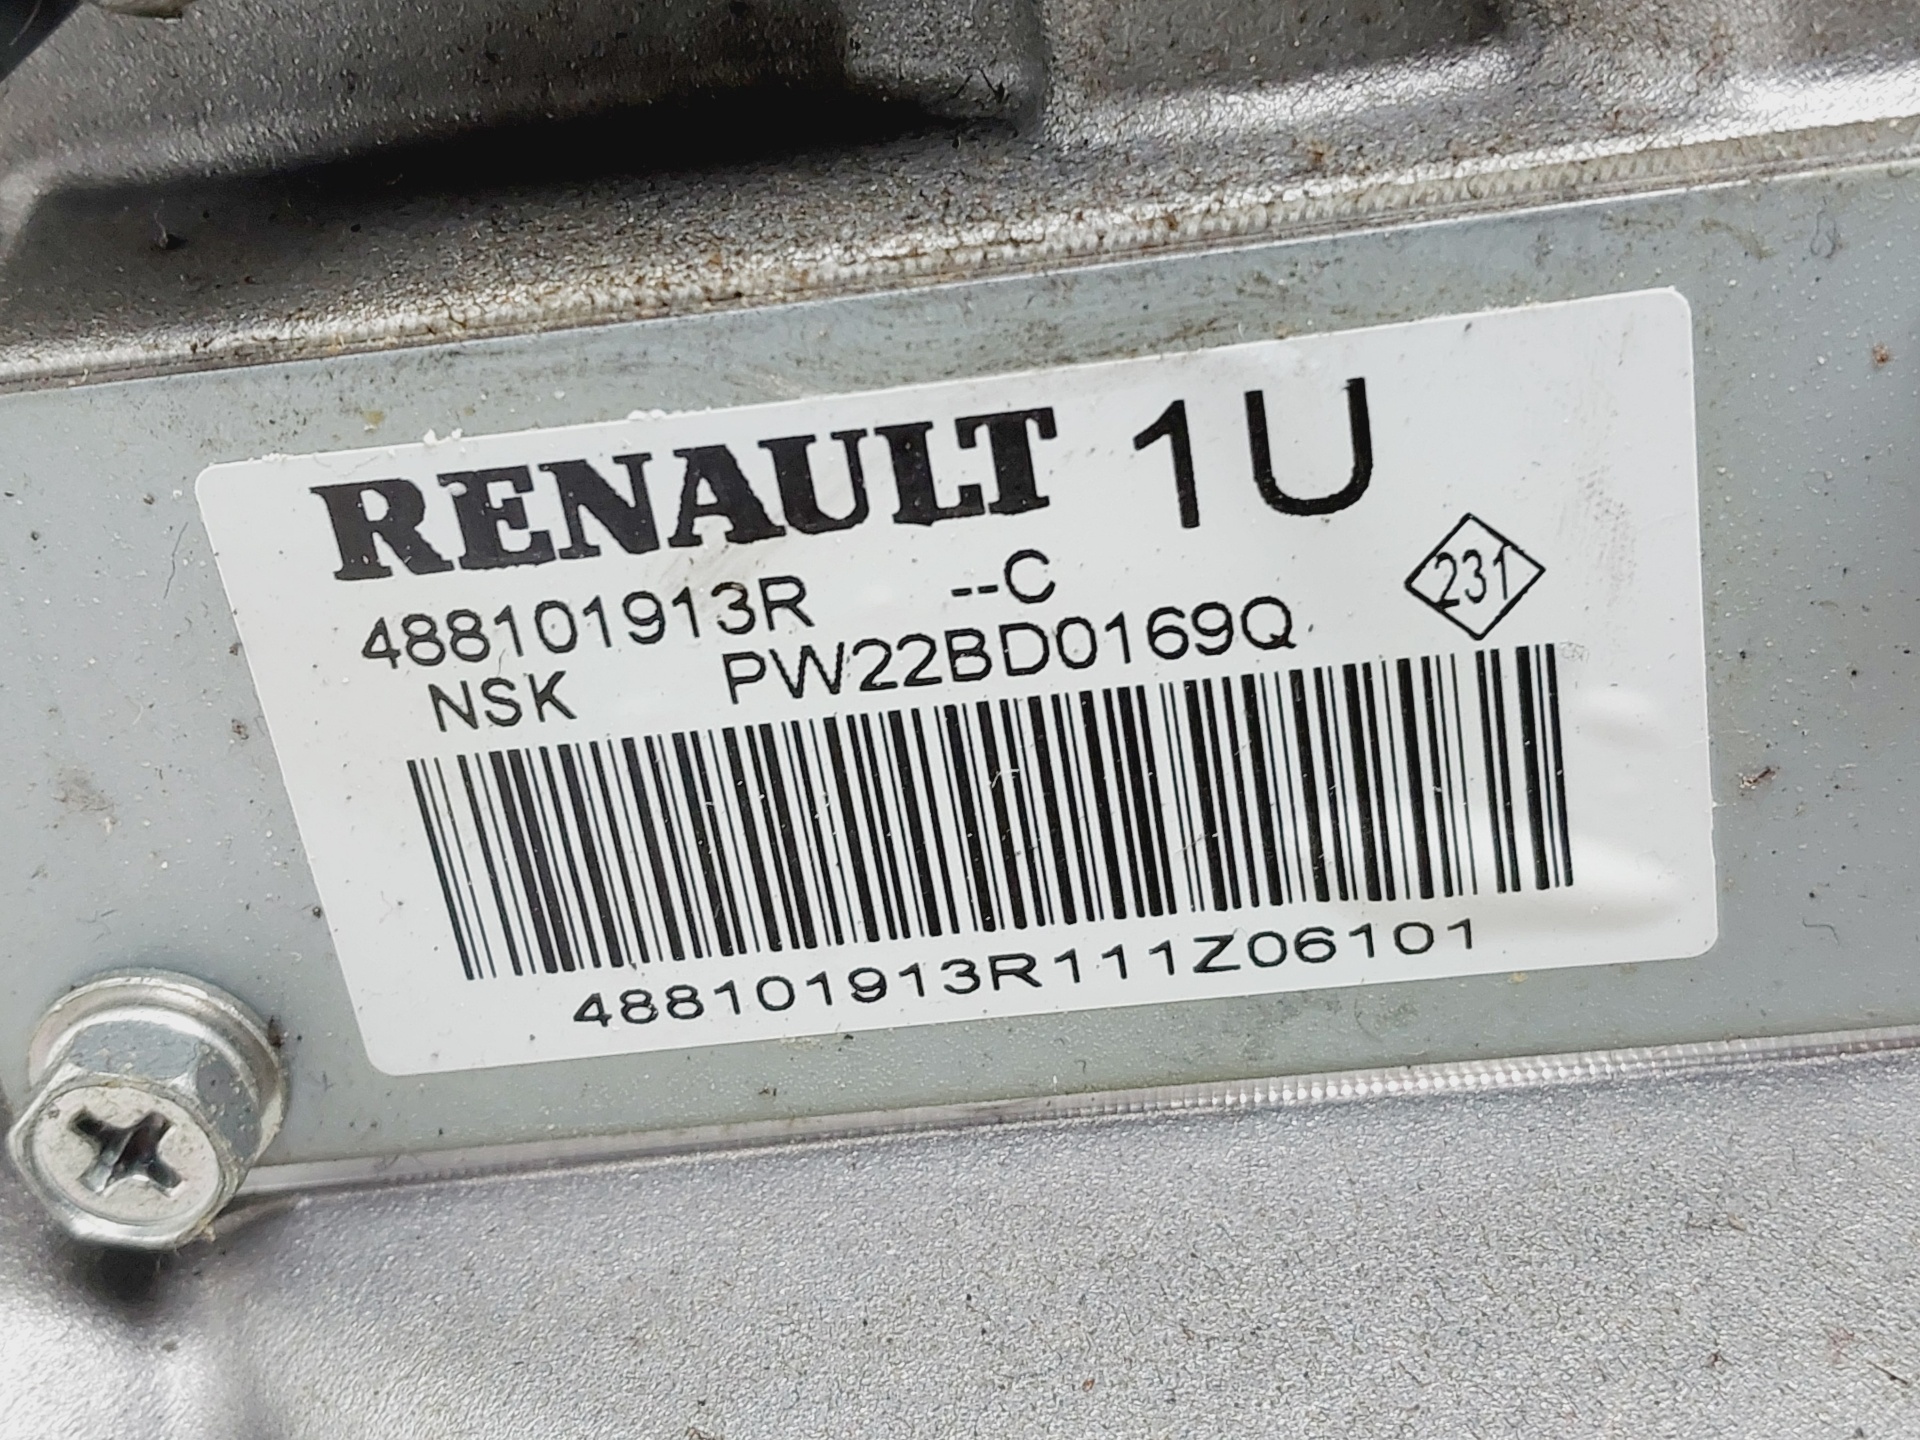 RENAULT 1U
488101913R --C
231
NSK PW22BD0169Q
488101913R111Z06101